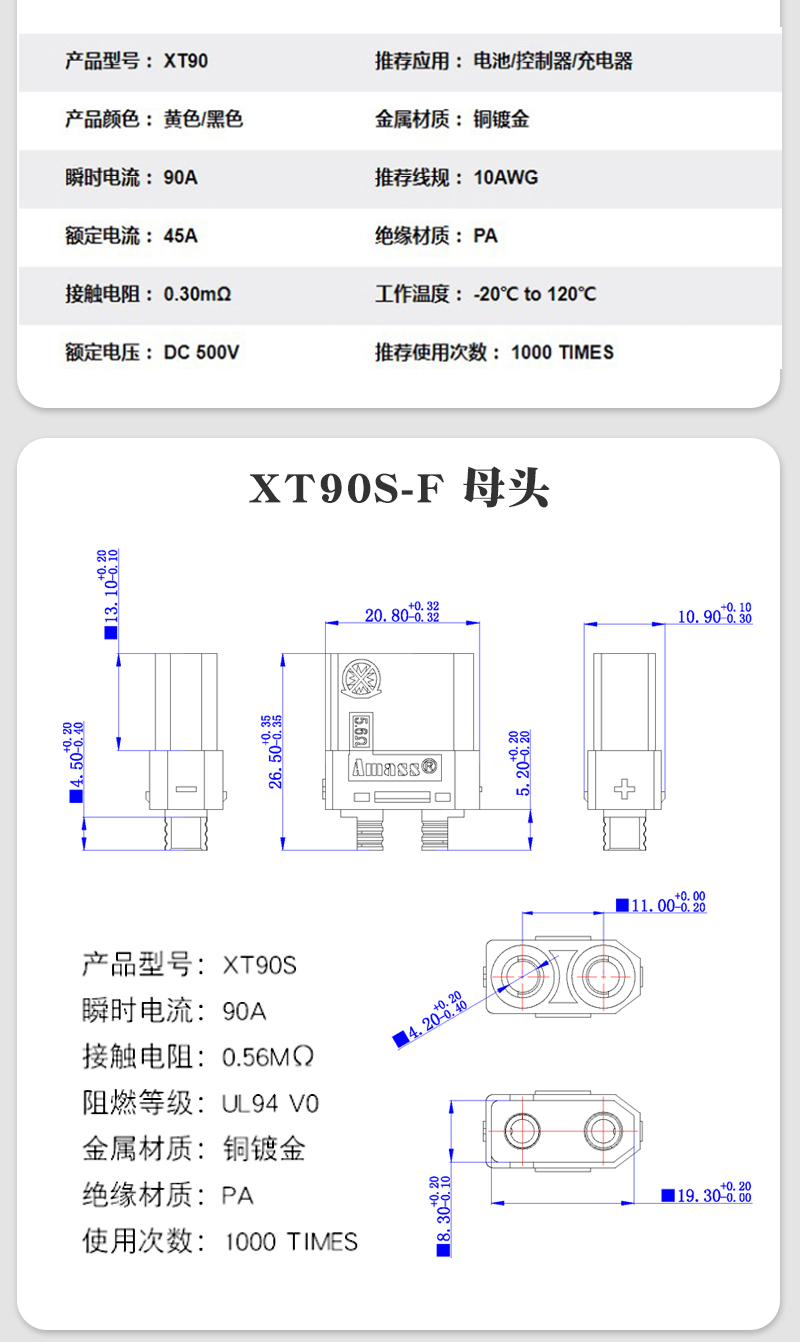 产品型号： XT90 推荐应用： 电池/控制器/充电器
产品颜色： 黄色/黑色 金属材质： 铜镀金
瞬时电流： 90A 推荐线规： 10AWG
额定电流： 45A 绝缘材质： PA
接触电阻： 0.30mΩ 工作温度： -20℃ to 120℃
额定电压： DC 500V 推荐使用次数： 1000 TIMES
XT90S-F 母头
■13.10+0.20-0.10
20.80+0.32-0.32
10.90+0.10-0.30
■4.50+0.20-0.40
26.50+0.35-0.35
5.6Ω
Amass®
5.20+0.20-0.20
■11.00+0.00-0.20
■4.20+0.20-0.40
产品型号： XT90S
瞬时电流： 90A
接触电阻： 0.56MΩ
阻燃等级： UL94 V0
金属材质： 铜镀金
绝缘材质： PA
使用次数： 1000 TIMES
■8.30+0.20-0.10
■19.30+0.20-0.00